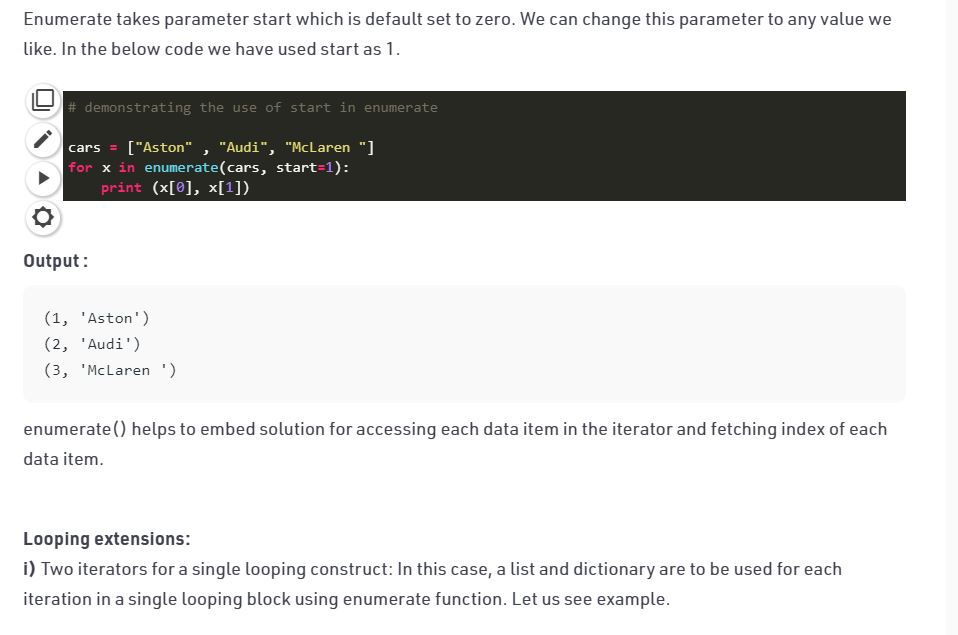 Enumerate takes parameter start which is default set to zero. We can change this parameter to any value we
like. In the below code we have used start as 1.
# demonstrating the use of start in enumerate
cars = ["Aston" , "Audi", "McLaren "]
for x in enumerate(cars, start=1):
    print (x[0], x[1])
Output :
(1, 'Aston')
(2, 'Audi')
(3, 'McLaren ')
enumerate() helps to embed solution for accessing each data item in the iterator and fetching index of each
data item.
Looping extensions:
i) Two iterators for a single looping construct: In this case, a list and dictionary are to be used for each
iteration in a single looping block using enumerate function. Let us see example.